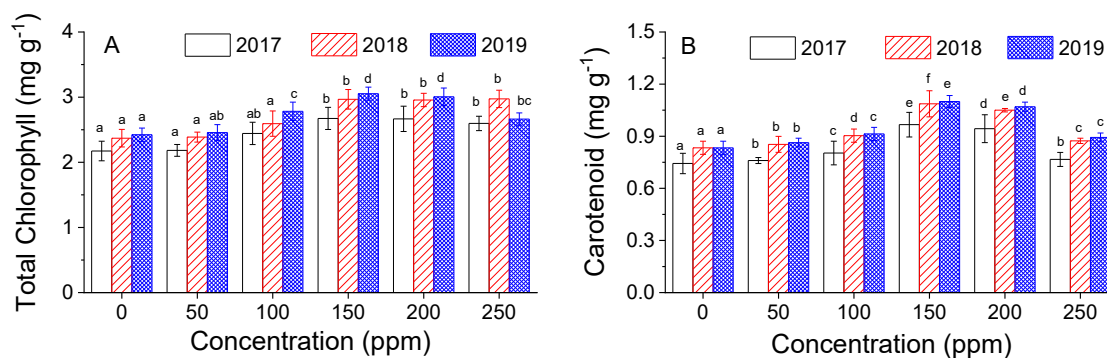 A
2017 2018 2019
Total Chlorophyll (mg g-1)
4
3
2
1
0
a a a
a a ab
ab a c
b b d
b b d
b b bc
0 50 100 150 200 250
Concentration (ppm)
B
2017 2018 2019
Carotenoid (mg g-1)
1.5
1.2
0.9
0.6
0.3
0.0
a a a
b b b
c d c
e f e
d e d
b c c
0 50 100 150 200 250
Concentration (ppm)